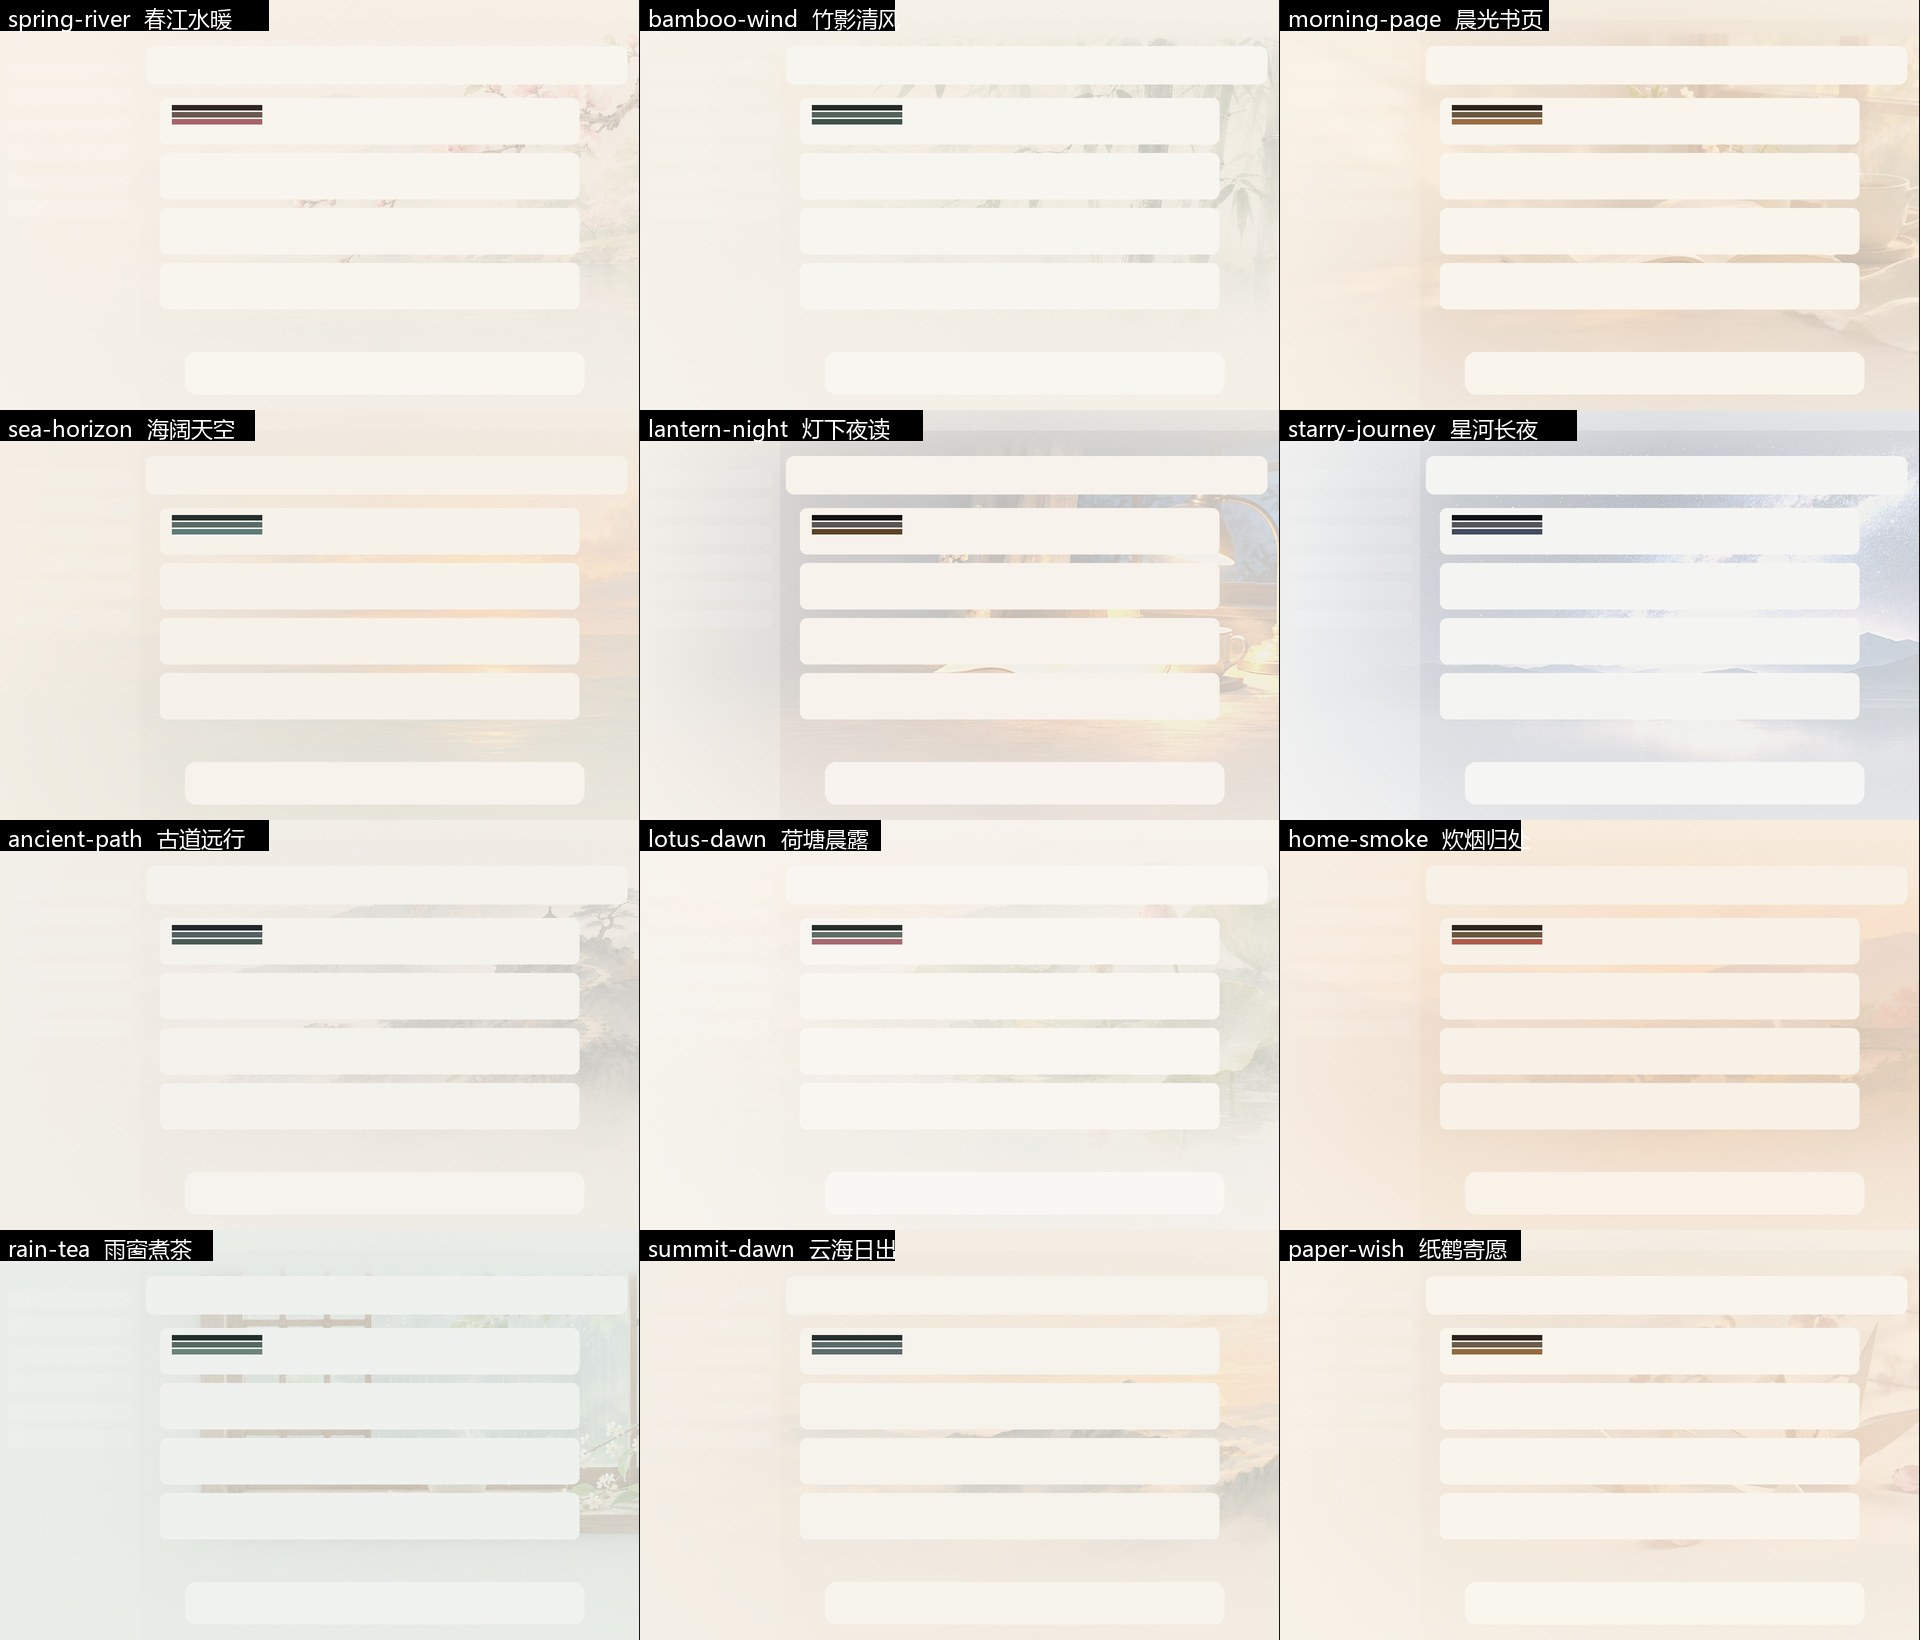 spring-river 春江水暖
bamboo-wind 竹影清风
morning-page 晨光书页
sea-horizon 海阔天空
lantern-night 灯下夜读
starry-journey 星河长夜
ancient-path 古道远行
lotus-dawn 荷塘晨露
home-smoke 炊烟归处
rain-tea 雨窗煮茶
summit-dawn 云海日出
paper-wish 纸鹤寄愿